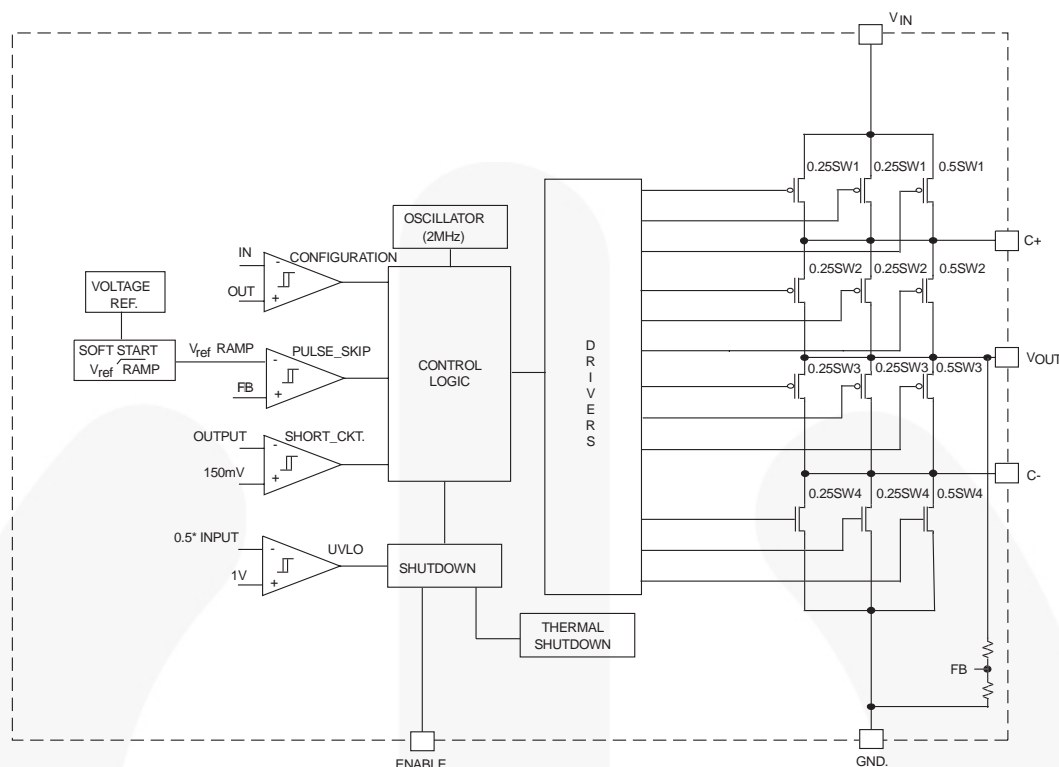 VIN
0.25SW1 0.25SW1 0.5SW1
OSCILLATOR
(2MHz)
C+
IN
CONFIGURATION
-
+
OUT
0.25SW2 0.25SW2 0.5SW2
VOLTAGE
REF.
SOFT START
Vref RAMP
Vref RAMP
PULSE_SKIP
-
+
FB
CONTROL
LOGIC
DRIVERS
VOUT
0.25SW3 0.25SW3 0.5SW3
OUTPUT
SHORT_CKT.
-
+
150mV
C-
0.25SW4 0.25SW4 0.5SW4
0.5* INPUT
UVLO
-
+
1V
SHUTDOWN
THERMAL
SHUTDOWN
FB
ENABLE
GND.